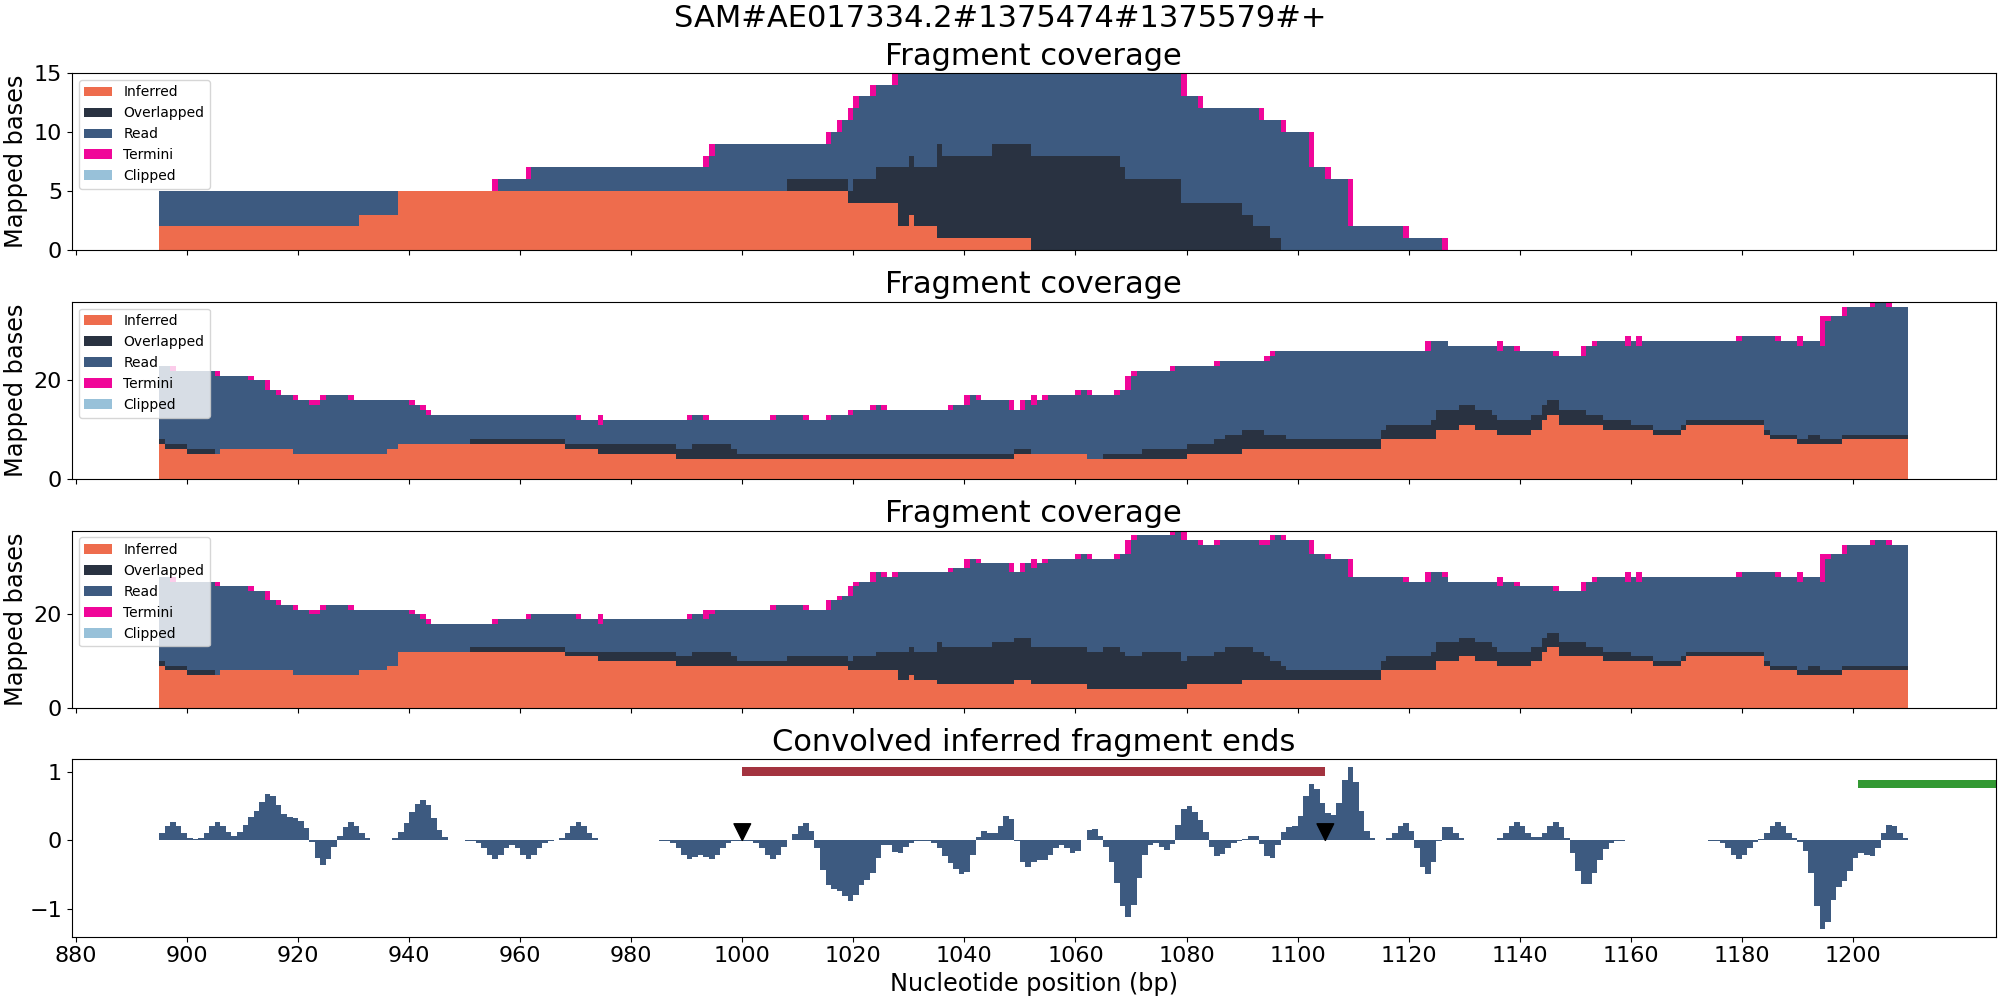 SAM#AE017334.2#1375474#1375579#+
Fragment coverage
Mapped bases
15
10
5
0
Inferred
Overlapped
Read
Termini
Clipped
Fragment coverage
Mapped bases
20
0
Inferred
Overlapped
Read
Termini
Clipped
Fragment coverage
Mapped bases
20
0
Inferred
Overlapped
Read
Termini
Clipped
Convolved inferred fragment ends
1
0
−1
880 900 920 940 960 980 1000 1020 1040 1060 1080 1100 1120 1140 1160 1180 1200
Nucleotide position (bp)